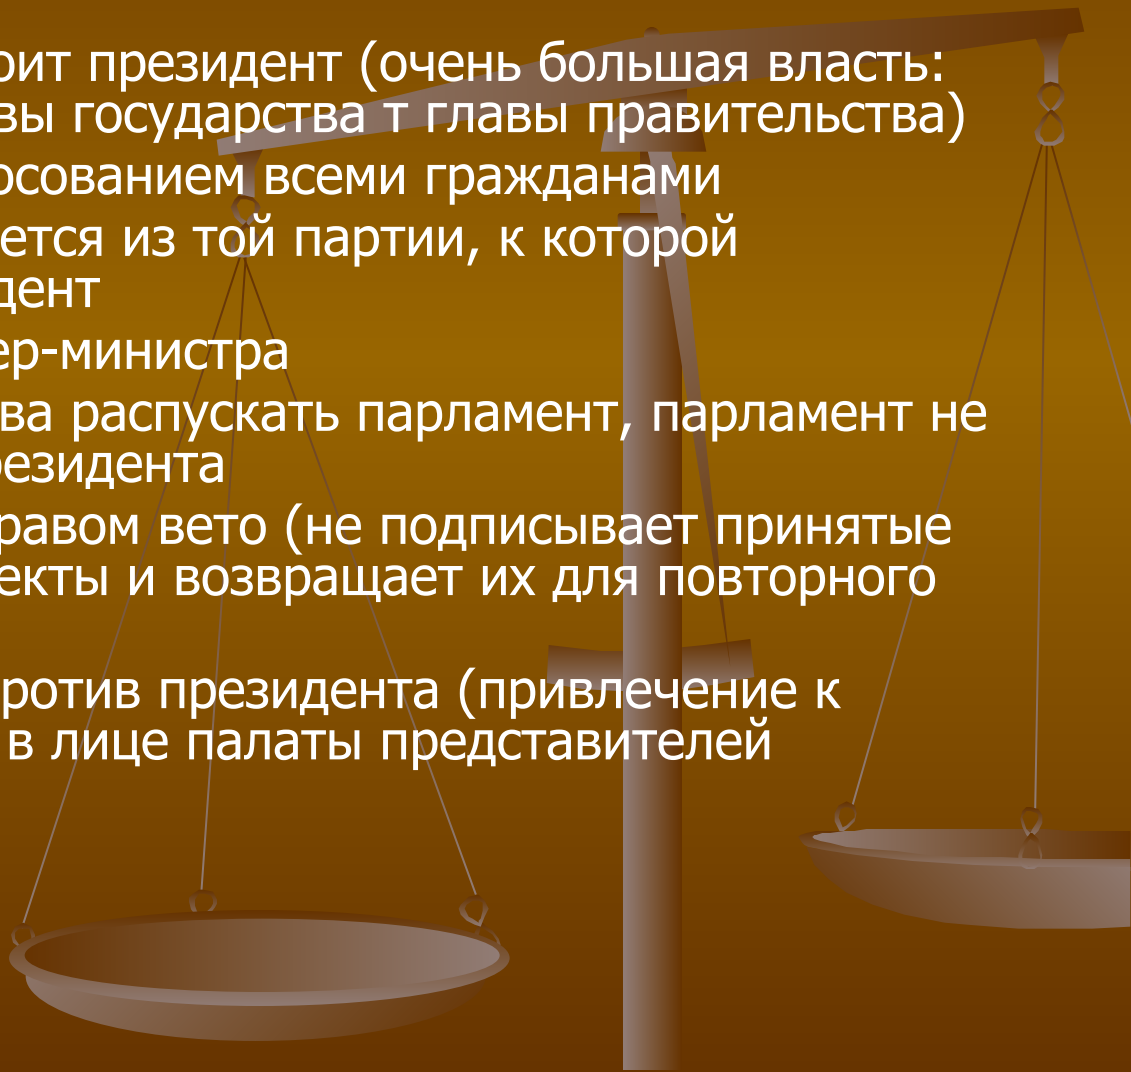 оит президент (очень большая власть:
вы государства т главы правительства)
осованием всеми гражданами
ется из той партии, к которой
дент
ер-министра
ва распускать парламент, парламент не
резидента
равом вето (не подписывает принятые
екты и возвращает их для повторного
ротив президента (привлечение к
в лице палаты представителей